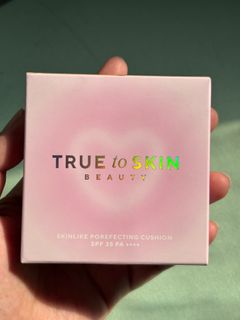 TRUE to SKIN
BEAUTY
SKINLIKE POREFECTING CUSHION
SPF 35 PA ++++